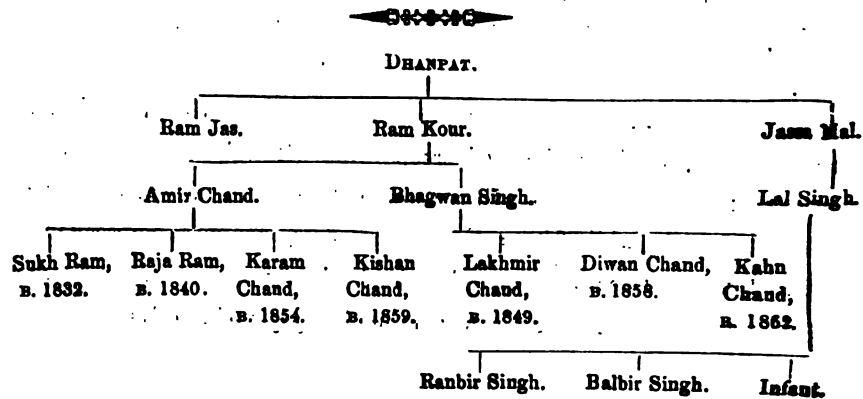 DHANPAT.
Ram Jas. Ram Kour. Jassa Mal.
Amir Chand. Bhagwan Singh. Lal Singh.
Sukh Ram, Raja Ram, Karam Kishan Lakhmir Diwan Chand, Kahn
B. 1832. B. 1840. Chand, Chand, Chand, B. 1858. Chand,
B. 1854. B. 1859. B. 1849. B. 1862.
Ranbir Singh. Balbir Singh. Infant.